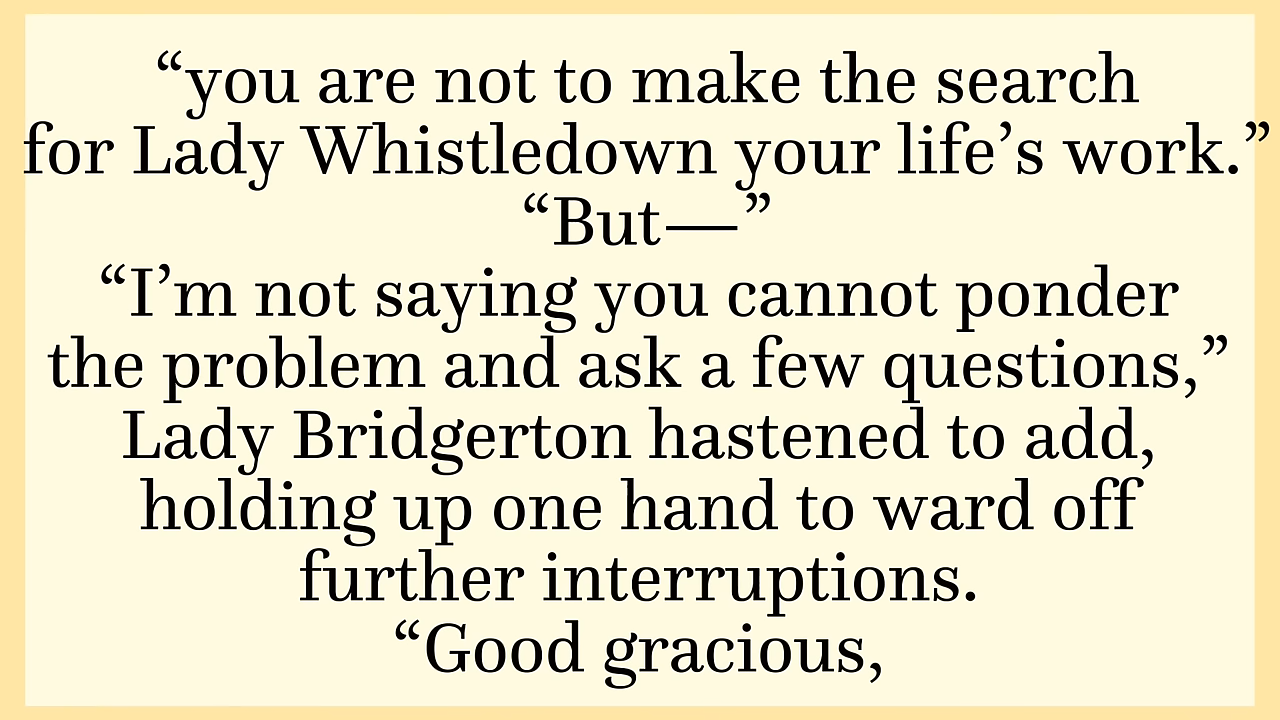 “you are not to make the search
for Lady Whistledown your life’s work.”
“But—”
“I’m not saying you cannot ponder
the problem and ask a few questions,”
Lady Bridgerton hastened to add,
holding up one hand to ward off
further interruptions.
“Good gracious,